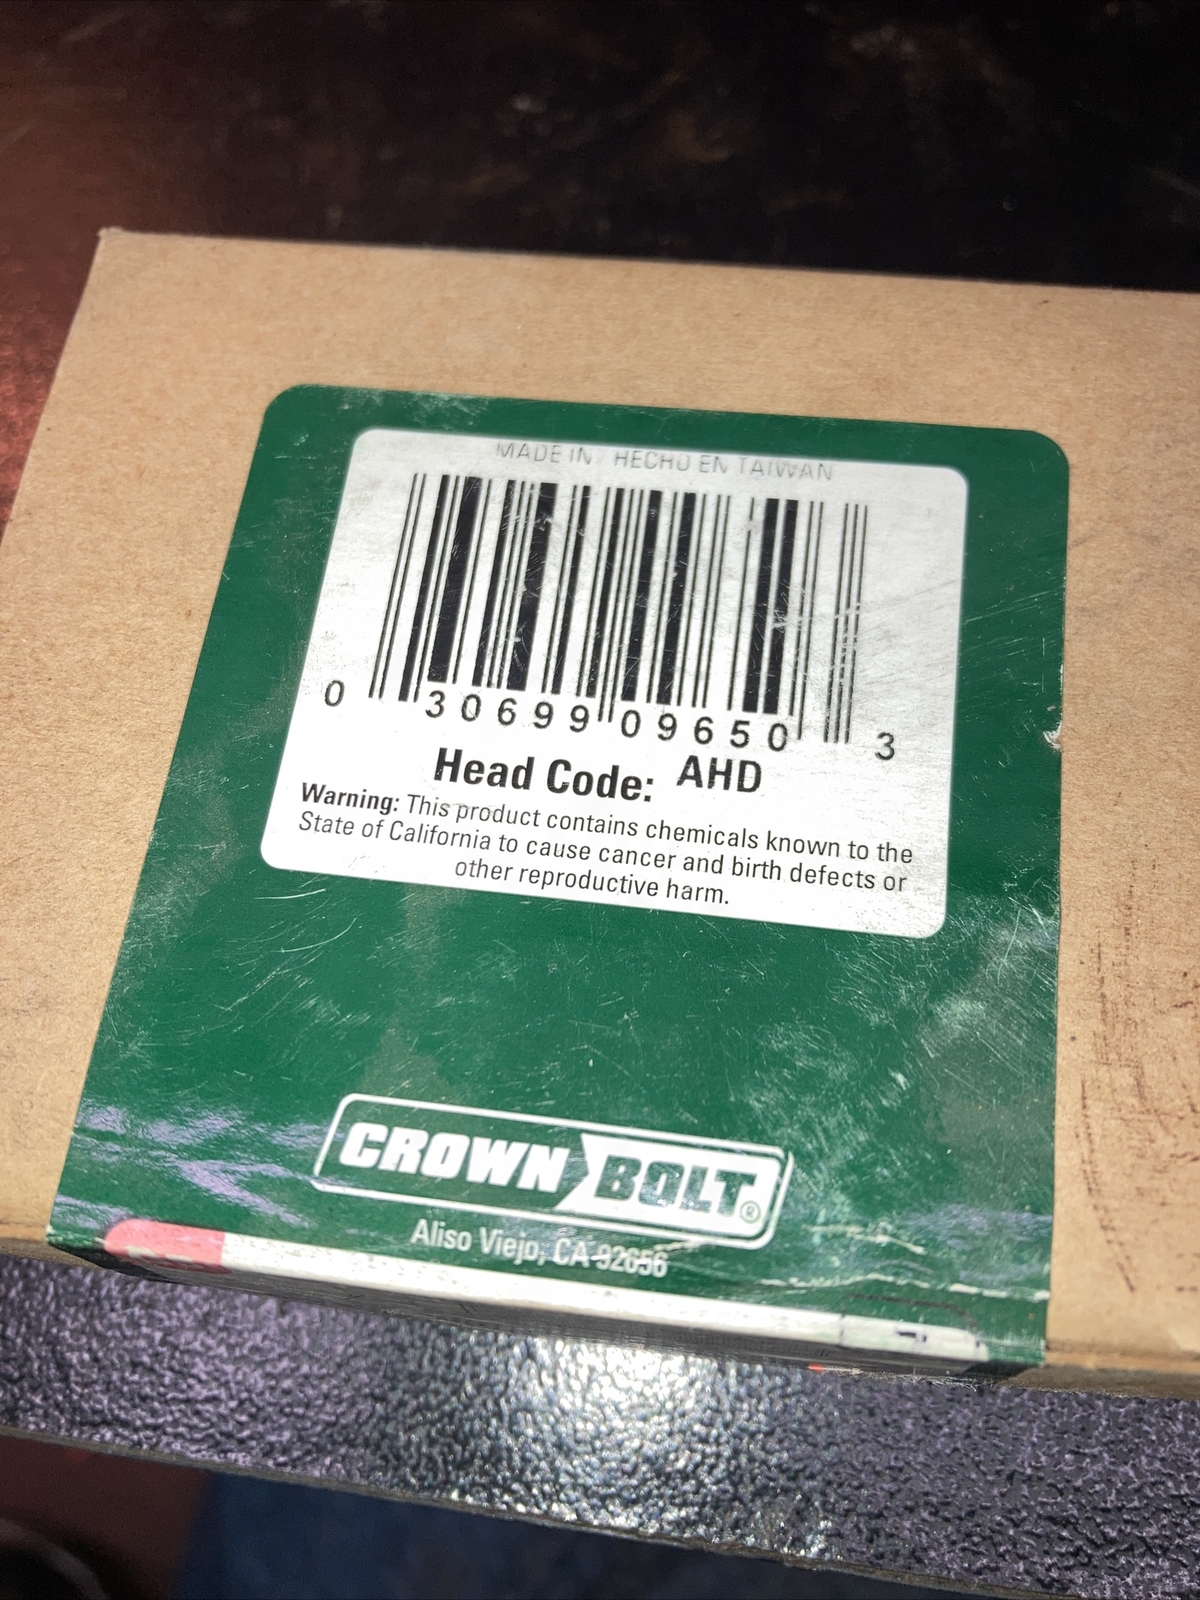 MADE IN / HECHO EN TAIWAN
0 30699 09650 3
Head Code: AHD
Warning: This product contains chemicals known to the
State of California to cause cancer and birth defects or
other reproductive harm.
CROWN BOLT®
Aliso Viejo, CA 92656